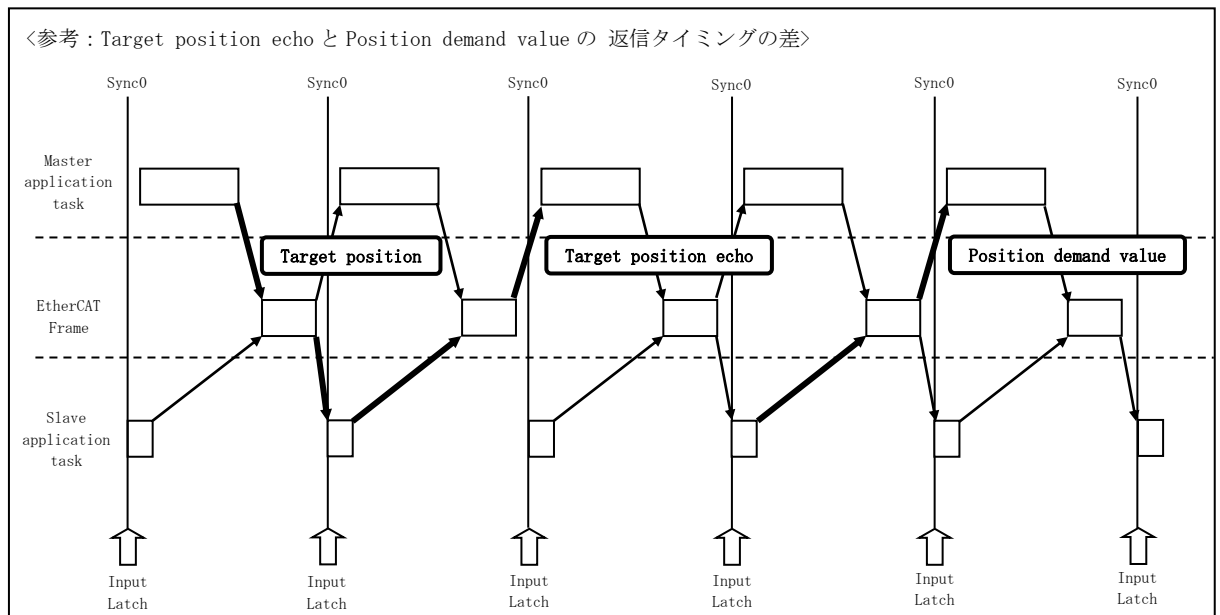 <参考:Target position echo と Position demand value の 返信タイミングの差>
Sync0
Sync0
Sync0
Sync0
Sync0
Sync0
Master
application
task
Target position
Target position echo
Position demand value
EtherCAT
Frame
Slave
application
task
Input
Latch
Input
Latch
Input
Latch
Input
Latch
Input
Latch
Input
Latch